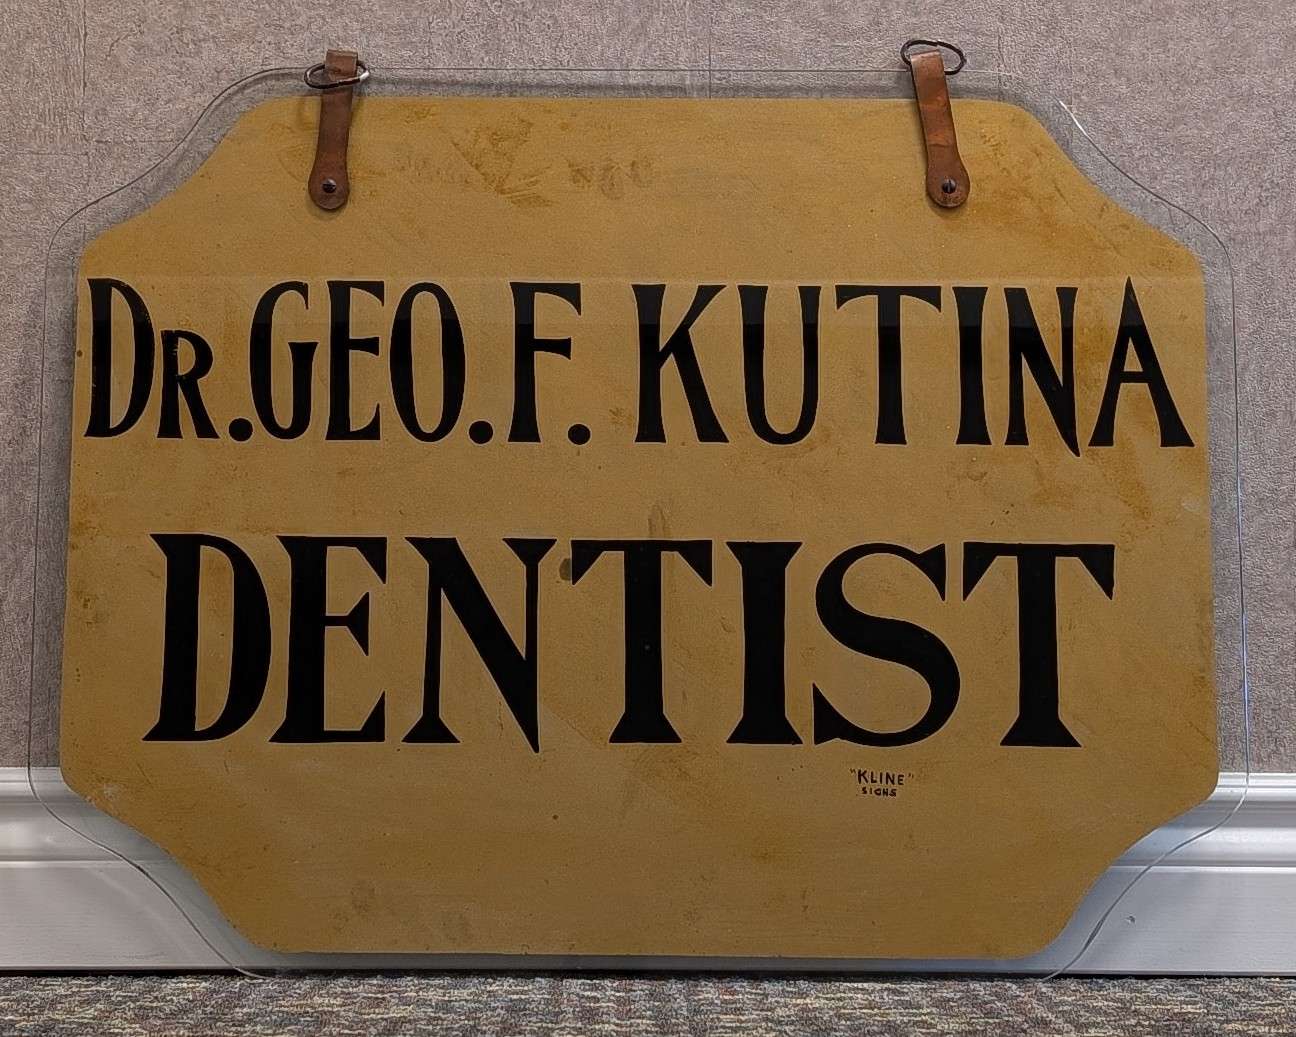 DR. GEO. F. KUTINA
DENTIST
"KLINE"
SIGNS